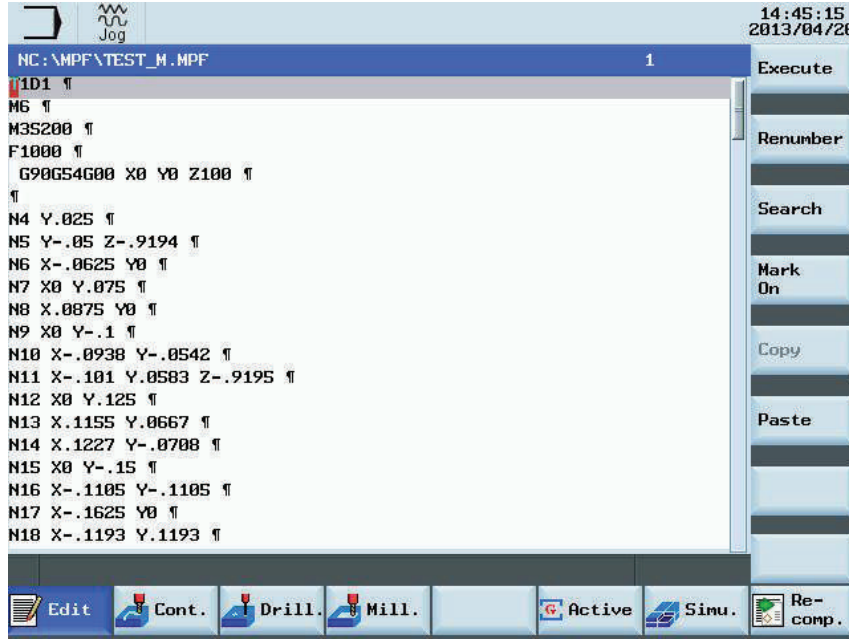 Jog
14:45:15
2013/04/2
NC:\MPF\TEST_M.MPF 1
T1D1 ¶
M6 ¶
M3S200 ¶
F1000 ¶
G90G54G00 X0 Y0 Z100 ¶
¶
N4 Y.025 ¶
N5 Y-.05 Z-.9194 ¶
N6 X-.0625 Y0 ¶
N7 X0 Y.075 ¶
N8 X.0875 Y0 ¶
N9 X0 Y-.1 ¶
N10 X-.0938 Y-.0542 ¶
N11 X-.101 Y.0583 Z-.9195 ¶
N12 X0 Y.125 ¶
N13 X.1155 Y.0667 ¶
N14 X.1227 Y-.0708 ¶
N15 X0 Y-.15 ¶
N16 X-.1105 Y-.1105 ¶
N17 X-.1625 Y0 ¶
N18 X-.1193 Y.1193 ¶
Execute
Renumber
Search
Mark
On
Copy
Paste
Edit
Cont.
Drill.
Mill.
G Active
Simu.
Re-
comp.